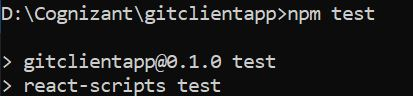 D:\Cognizant\gitclientapp>npm test
> gitclientapp@0.1.0 test
> react-scripts test